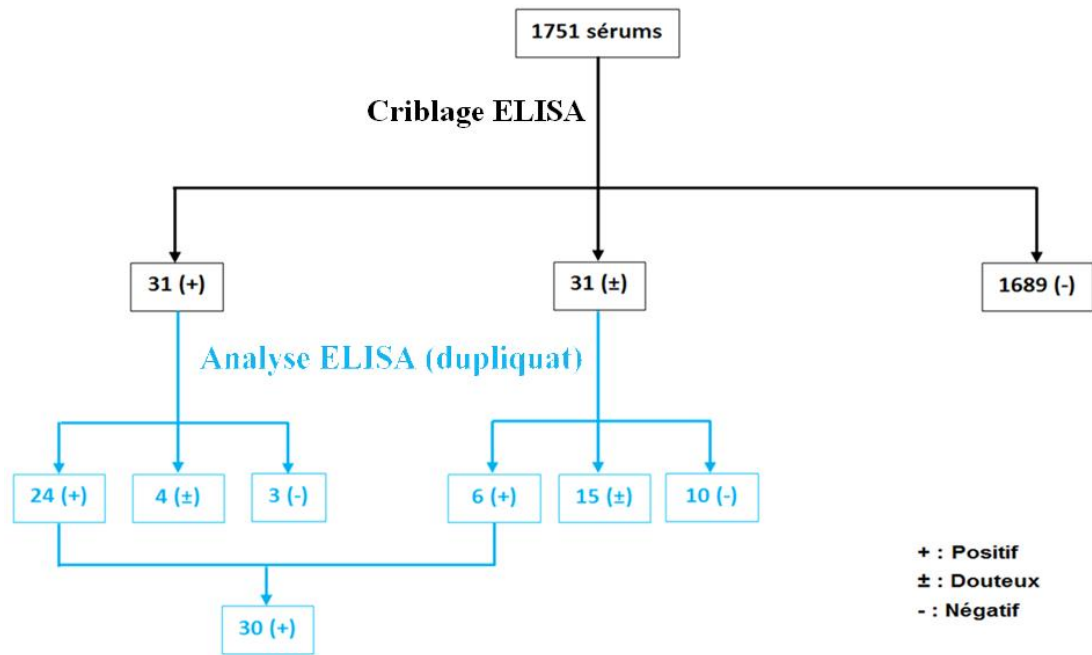 1751 sérums
Criblage ELISA
31 (+)
31 (±)
1689 (-)
Analyse ELISA (dupliquat)
24 (+)
4 (±)
3 (-)
6 (+)
15 (±)
10 (-)
30 (+)
+ : Positif
± : Douteux
- : Négatif